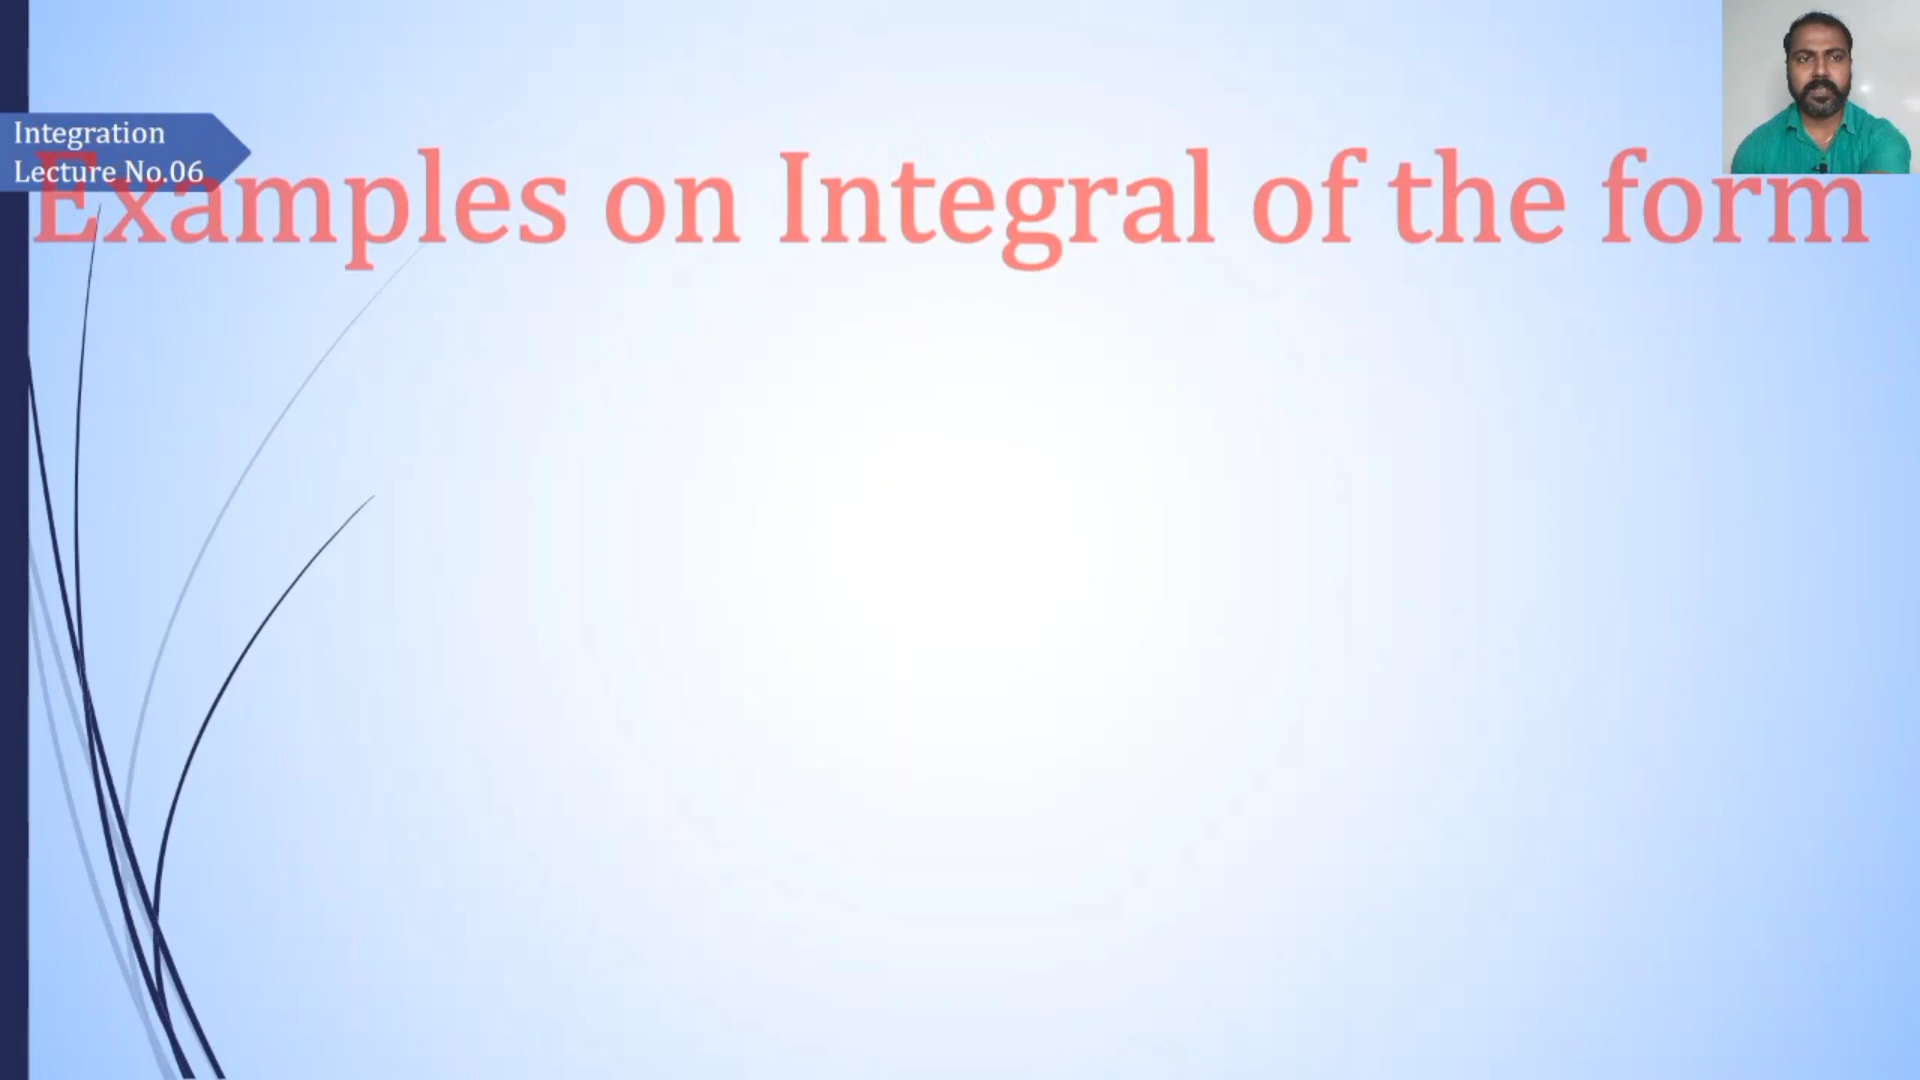 Integration
Lecture No.06
Examples on Integral of the form